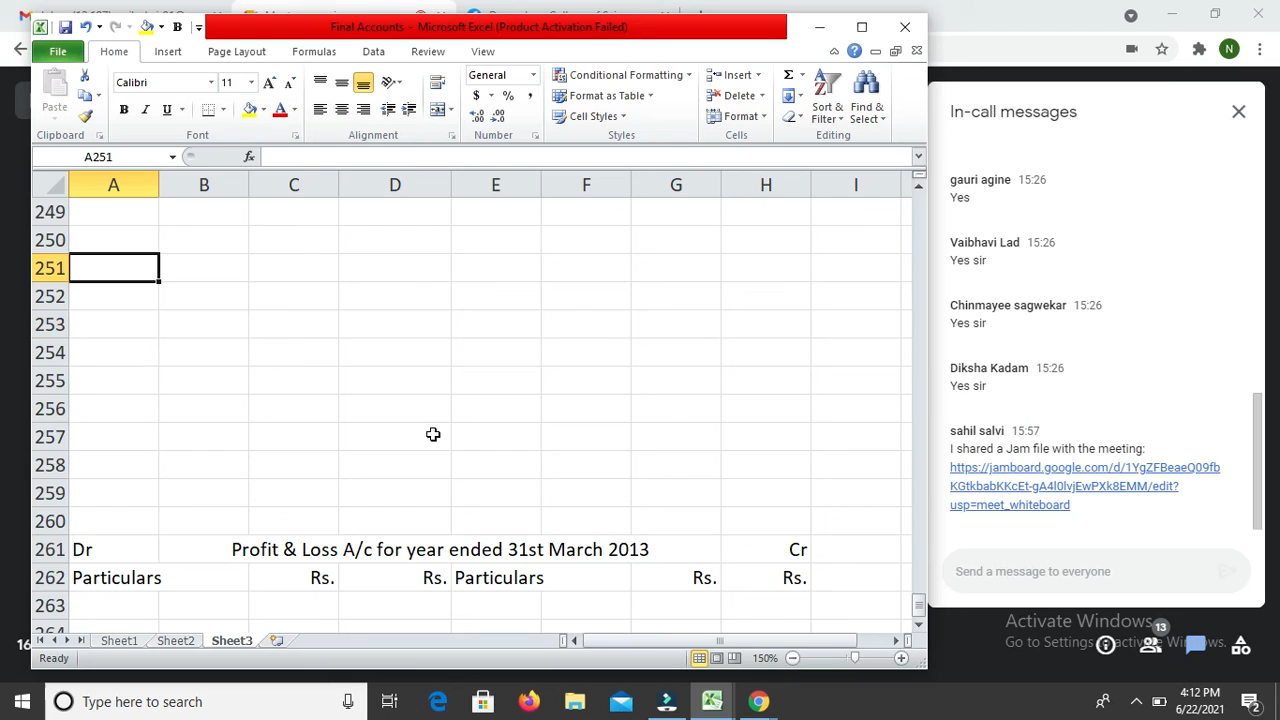 Final Accounts - Microsoft Excel (Product Activation Failed)
File Home Insert Page Layout Formulas Data Review View
Paste
Calibri 11
General
Conditional Formatting
Format as Table
Cell Styles
Insert
Delete
Format
Sort & Filter
Find & Select
Clipboard Font Alignment Number Styles Cells Editing
A251 fx
A B C D E F G H I
249
250
251
252
253
254
255
256
257
258
259
260
261 Dr Profit & Loss A/c for year ended 31st March 2013 Cr
262 Particulars Rs. Rs. Particulars Rs. Rs.
263
264
Sheet1 Sheet2 Sheet3
Ready 150%
N
In-call messages
gauri agine 15:26
Yes
Vaibhavi Lad 15:26
Yes sir
Chinmayee sagwekar 15:26
Yes sir
Diksha Kadam 15:26
Yes sir
sahil salvi 15:57
I shared a Jam file with the meeting:
https://jamboard.google.com/d/1YgZFBeaeQ09fb
KGtkbabKKcEt-gA4l0lvjEwPXk8EMM/edit?
usp=meet_whiteboard
Send a message to everyone
Activate Windows
Go to Settings to activate Windows.
13
Type here to search
4:12 PM
6/22/2021
2